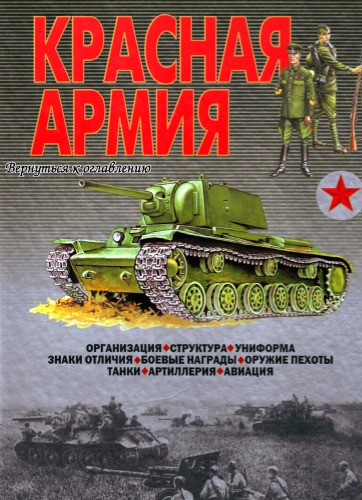 КРАСНАЯ
АРМИЯ
Вернуться к оглавлению
ОРГАНИЗАЦИЯ♦СТРУКТУРА♦УНИФОРМА
ЗНАКИ ОТЛИЧИЯ♦БОЕВЫЕ НАГРАДЫ♦ОРУЖИЕ ПЕХОТЫ
ТАНКИ♦АРТИЛЛЕРИЯ♦АВИАЦИЯ